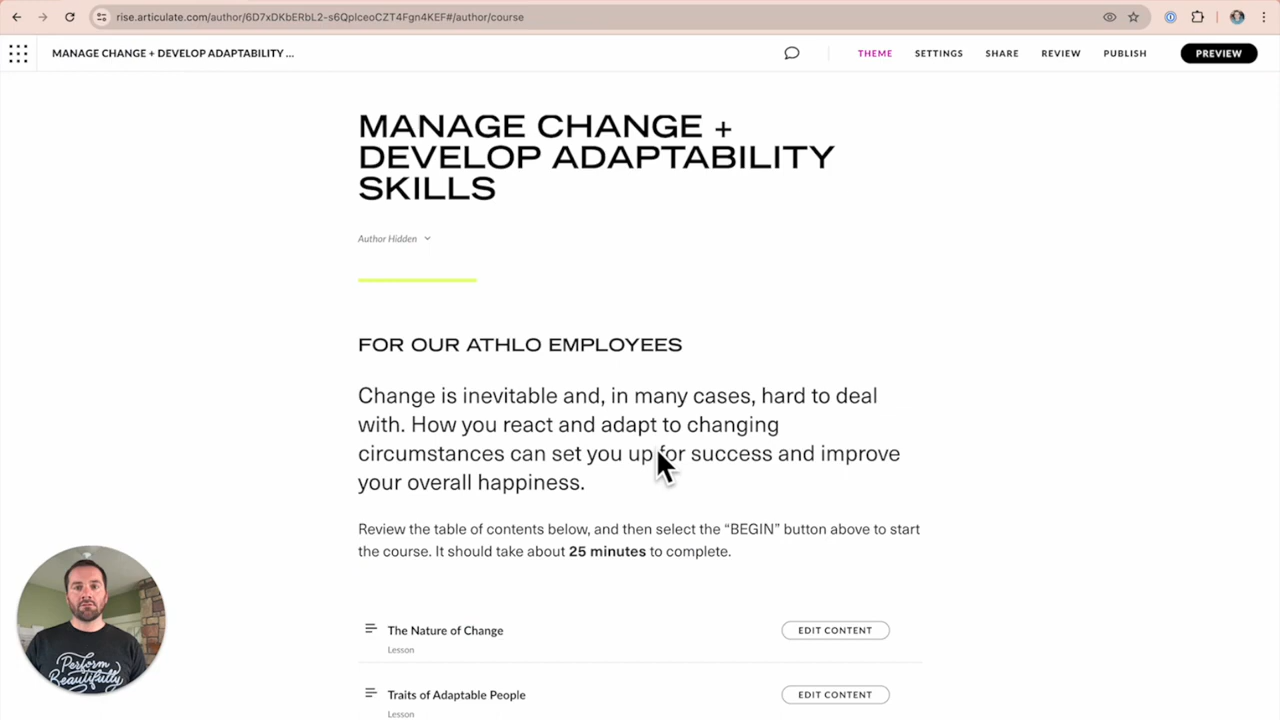 rise.articulate.com/author/6D7xDKbERbL2-s6QplceoCZT4Fgn4KEF#/author/course
MANAGE CHANGE + DEVELOP ADAPTABILITY ...
THEME
SETTINGS
SHARE
REVIEW
PUBLISH
PREVIEW
MANAGE CHANGE +
DEVELOP ADAPTABILITY
SKILLS
Author Hidden
FOR OUR ATHLO EMPLOYEES
Change is inevitable and, in many cases, hard to deal
with. How you react and adapt to changing
circumstances can set you up for success and improve
your overall happiness.
Review the table of contents below, and then select the “BEGIN” button above to start
the course. It should take about 25 minutes to complete.
The Nature of Change
EDIT CONTENT
Lesson
Traits of Adaptable People
EDIT CONTENT
Lesson
Perform
Beautifully